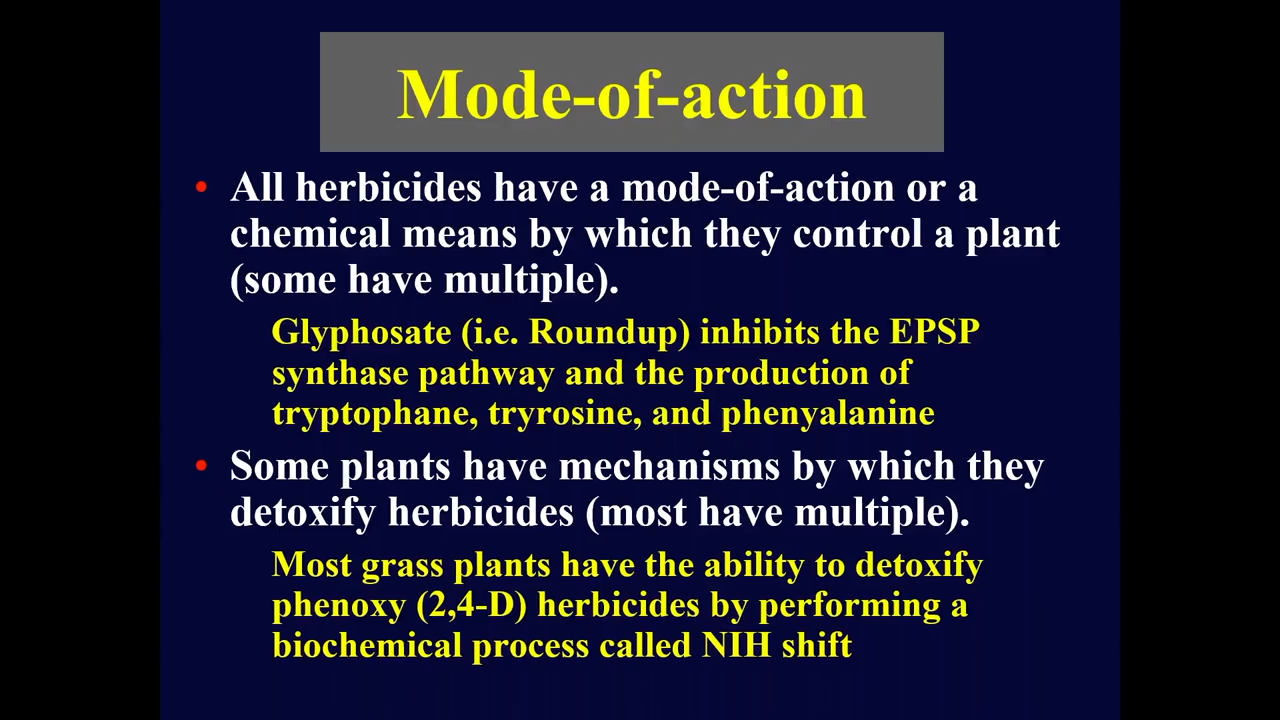 Mode-of-action
• All herbicides have a mode-of-action or a
chemical means by which they control a plant
(some have multiple).
Glyphosate (i.e. Roundup) inhibits the EPSP
synthase pathway and the production of
tryptophane, tryrosine, and phenyalanine
• Some plants have mechanisms by which they
detoxify herbicides (most have multiple).
Most grass plants have the ability to detoxify
phenoxy (2,4-D) herbicides by performing a
biochemical process called NIH shift